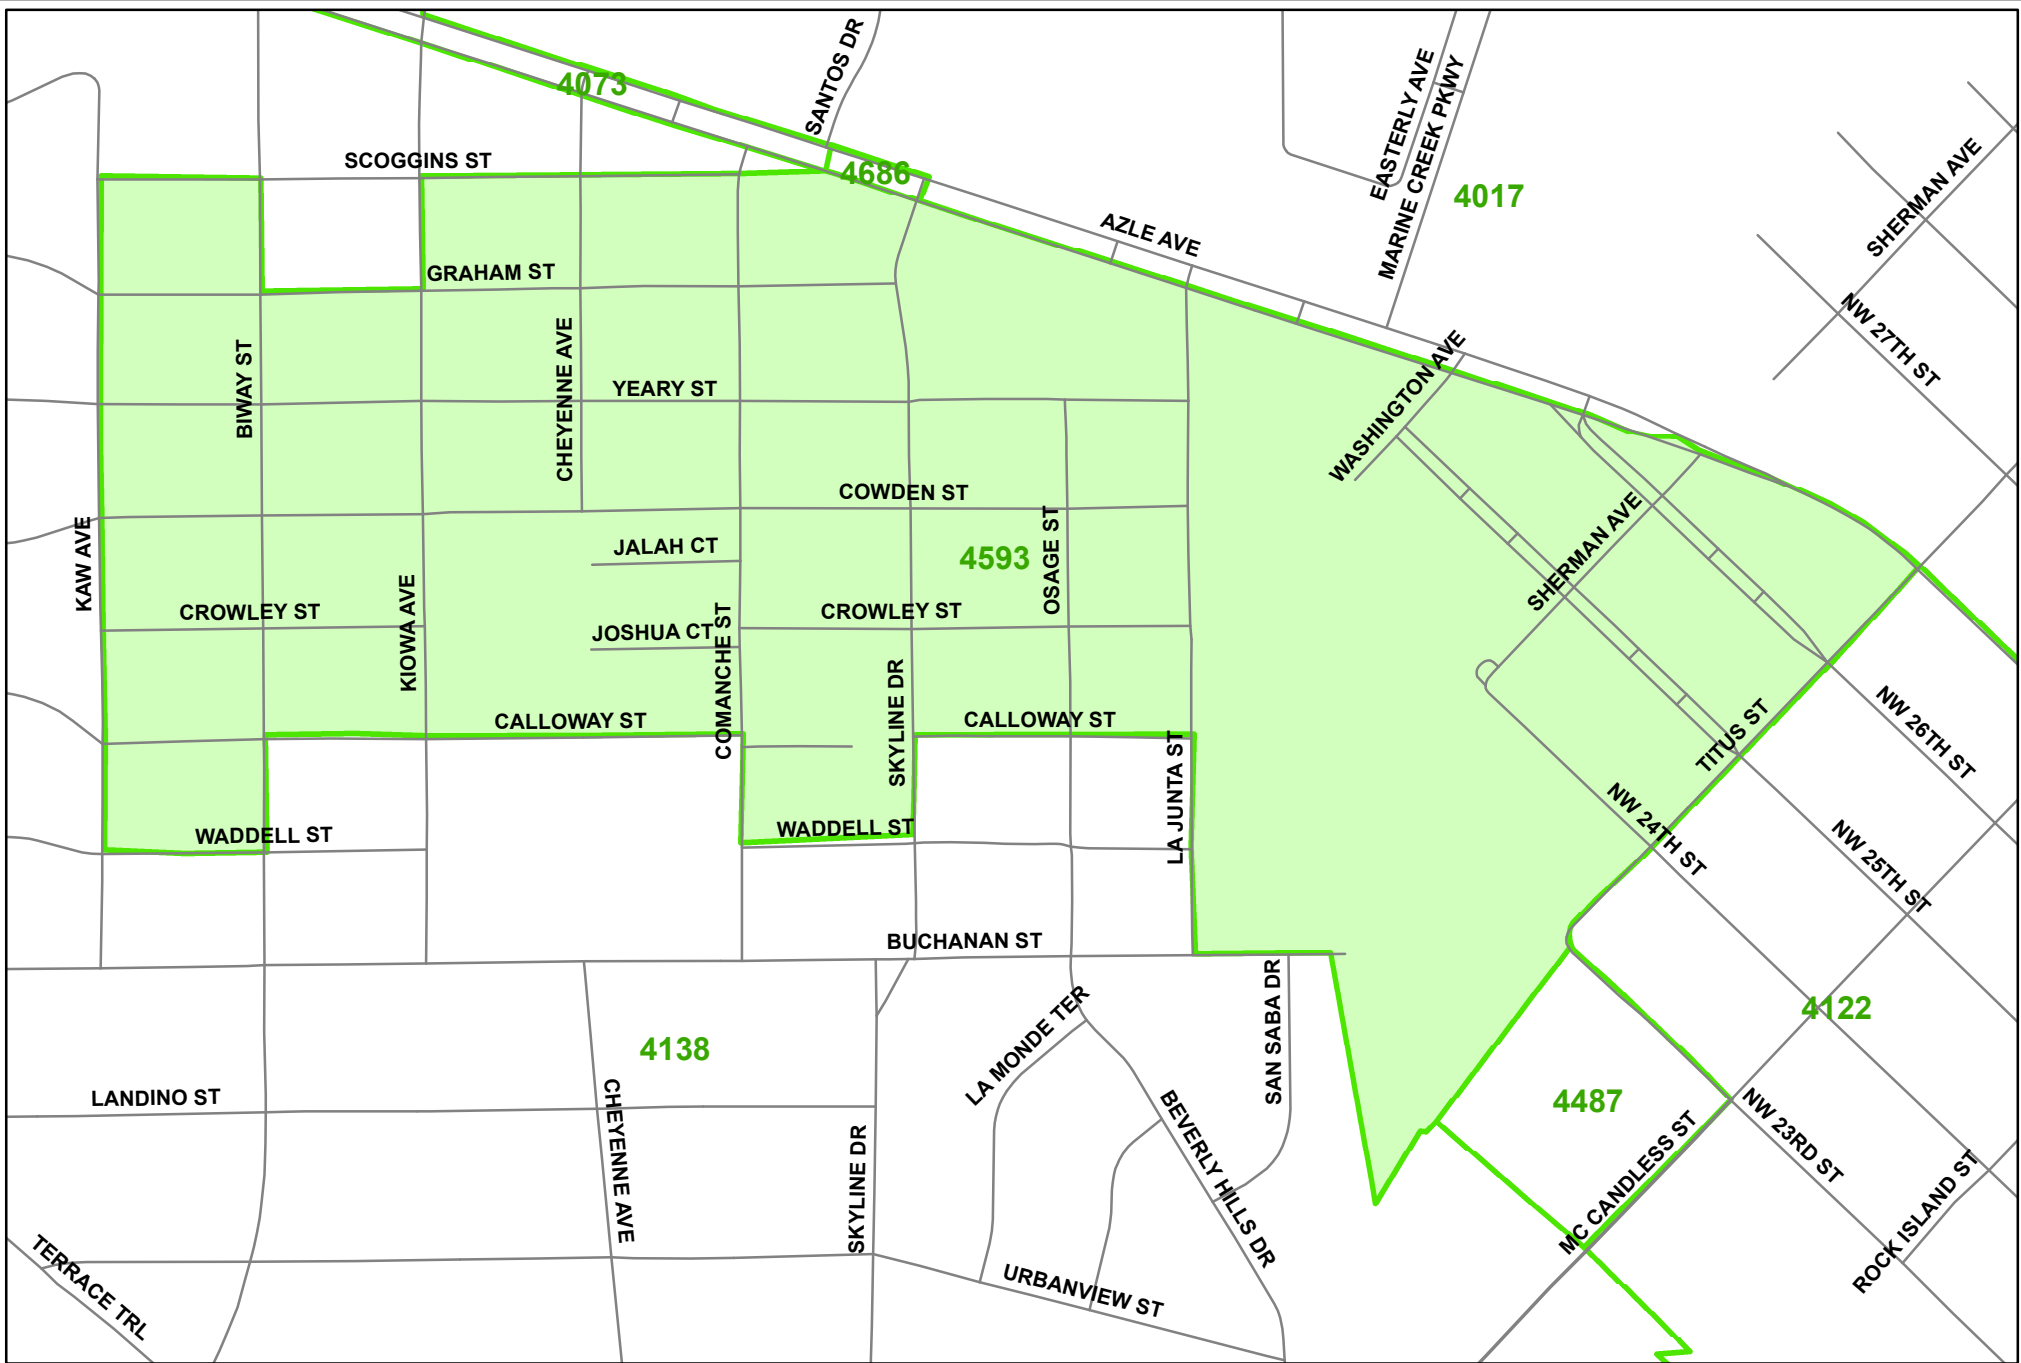 SANTOS DR
4073
EASTERLY AVE
MARINE CREEK PKWY
SCOGGINS ST
4686
4017
SHERMAN AVE
AZLE AVE
GRAHAM ST
NW 27TH ST
BIWAY ST
CHEYENNE AVE
YEARY ST
WASHINGTON AVE
COWDEN ST
KAW AVE
JALAH CT
4593
OSAGE ST
SHERMAN AVE
CROWLEY ST
KIOWA AVE
JOSHUA CT
COMANCHE ST
CROWLEY ST
SKYLINE DR
CALLOWAY ST
CALLOWAY ST
LA JUNTA ST
TITUS ST
NW 26TH ST
WADDELL ST
WADDELL ST
NW 24TH ST
NW 25TH ST
BUCHANAN ST
SAN SABA DR
LA MONDE TER
4122
4138
LANDINO ST
CHEYENNE AVE
SKYLINE DR
BEVERLY HILLS DR
4487
MC CANDLESS ST
NW 23RD ST
ROCK ISLAND ST
TERRACE TRL
URBANVIEW ST